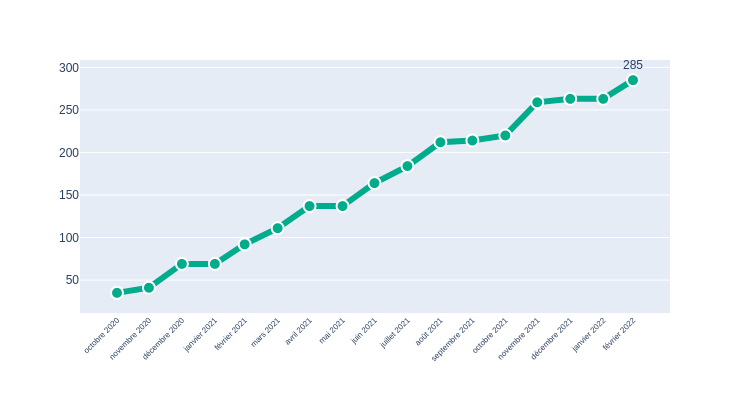 285
300
250
200
150
100
50
octobre 2020
novembre 2020
décembre 2020
janvier 2021
février 2021
mars 2021
avril 2021
mai 2021
juin 2021
juillet 2021
août 2021
septembre 2021
octobre 2021
novembre 2021
décembre 2021
janvier 2022
février 2022